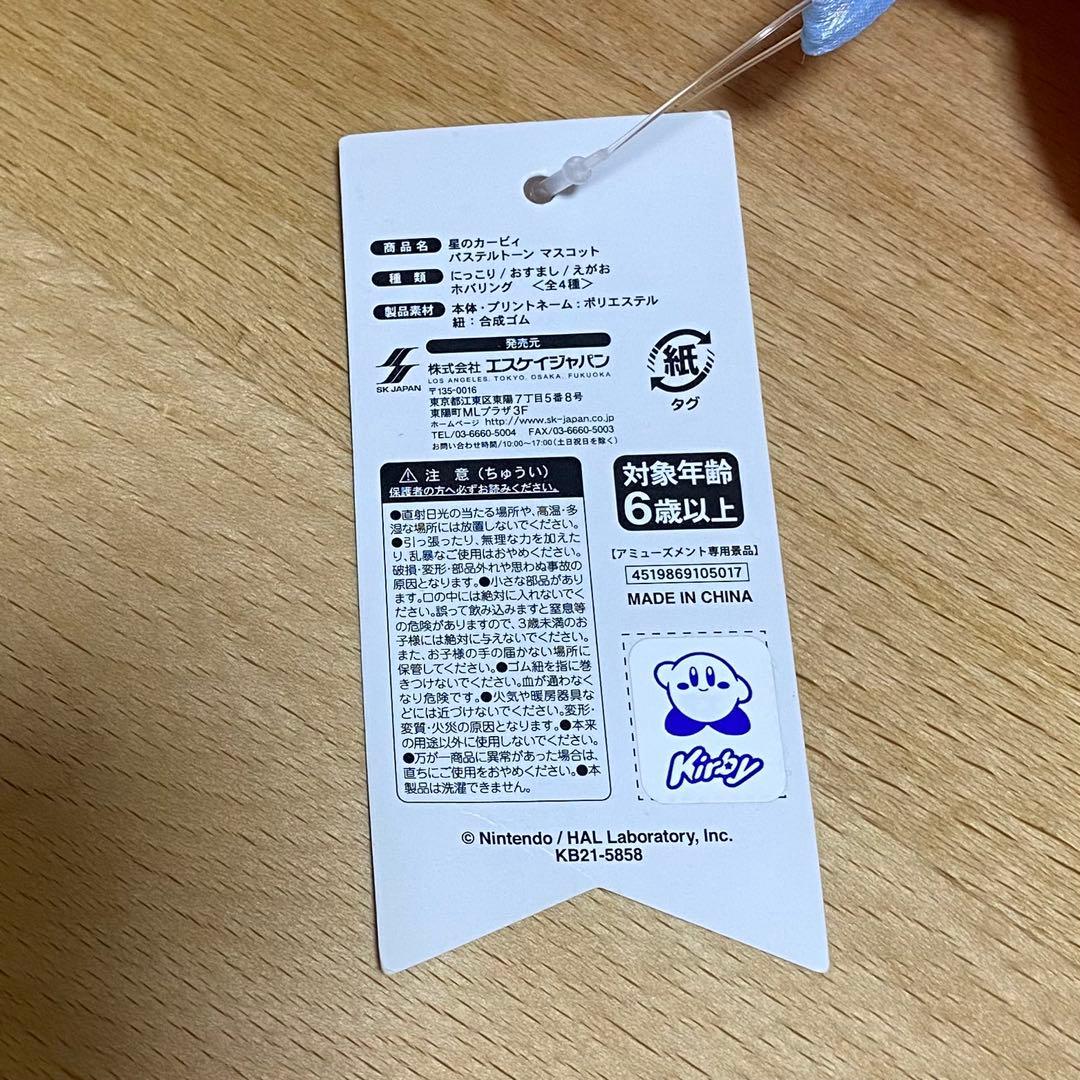 商品名 星のカービィ
パステルトーン マスコット
種類 にっこり / おすまし / えがお
ホバリング <全4種>
製品素材 本体・プリントネーム：ポリエステル
紐：合成ゴム
発売元
SK JAPAN
株式会社 エスケイジャパン
LOS ANGELES. TOKYO. OSAKA. FUKUOKA
〒135-0016
東京都江東区東陽7丁目5番8号
東陽町MLプラザ3F
ホームページ http://www.sk-japan.co.jp
TEL/03-6660-5004 FAX/03-6660-5003
お問い合わせ時間/10:00~17:00(土日祝日を除く)
紙
タグ
⚠ 注 意 (ちゅうい)
保護者の方へ必ずお読みください。
●直射日光の当たる場所や、高温・多
湿な場所には放置しないでください。
●引っ張ったり、無理な力を加えた
り、乱暴なご使用はおやめください。
破損・変形・部品外れや思わぬ事故の
原因となります。●小さな部品があり
ます。口の中には絶対に入れないでく
ださい。誤って飲み込みますと窒息等
の危険がありますので、3歳未満のお
子様には絶対に与えないでください。
また、お子様の手の届かない場所に
保管してください。●ゴム紐を指に巻
きつけないでください。血が通わなく
なり危険です。●火気や暖房器具な
どには近づけないでください。変形・
変質・火災の原因となります。●本来
の用途以外に使用しないでください。
●万が一商品に異常があった場合は、
直ちにご使用をおやめください。●本
製品は洗濯できません。
対象年齢
6歳以上
【アミューズメント専用景品】
4519869105017
MADE IN CHINA
Kirby
© Nintendo / HAL Laboratory, Inc.
KB21-5858